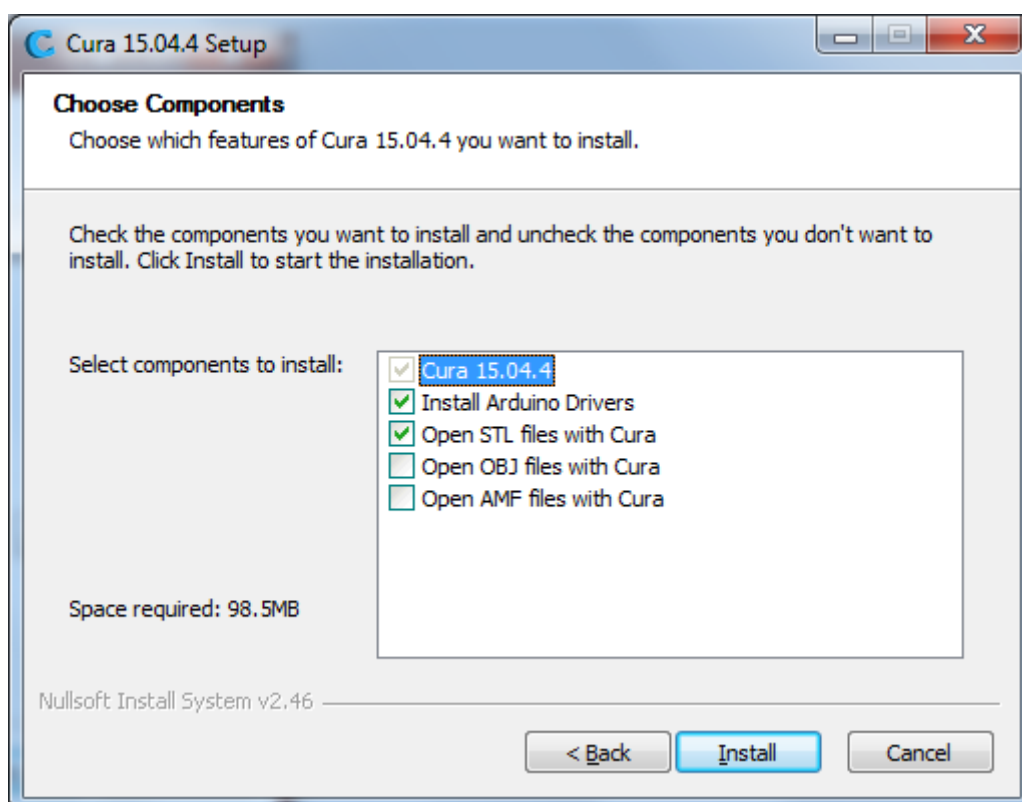 Cura 15.04.4 Setup
Choose Components
Choose which features of Cura 15.04.4 you want to install.
Check the components you want to install and uncheck the components you don't want to
install. Click Install to start the installation.
Select components to install:
Cura 15.04.4
Install Arduino Drivers
Open STL files with Cura
Open OBJ files with Cura
Open AMF files with Cura
Space required: 98.5MB
Nullsoft Install System v2.46
< Back
Install
Cancel